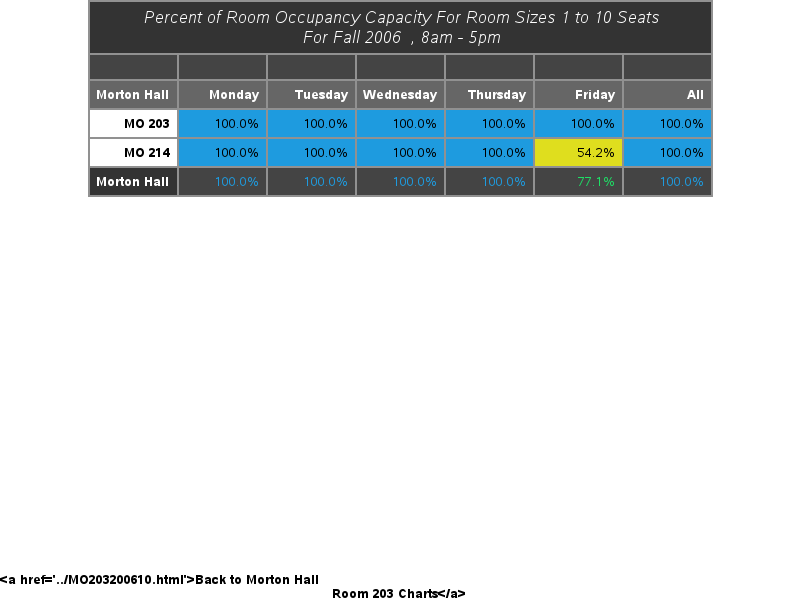 Percent of Room Occupancy Capacity For Room Sizes 1 to 10 Seats
For Fall 2006  , 8am - 5pm
Morton Hall Monday Tuesday Wednesday Thursday Friday All
MO 203 100.0% 100.0% 100.0% 100.0% 100.0% 100.0%
MO 214 100.0% 100.0% 100.0% 100.0% 54.2% 100.0%
Morton Hall 100.0% 100.0% 100.0% 100.0% 77.1% 100.0%
<a href='../MO203200610.html'>Back to Morton Hall
Room 203 Charts</a>